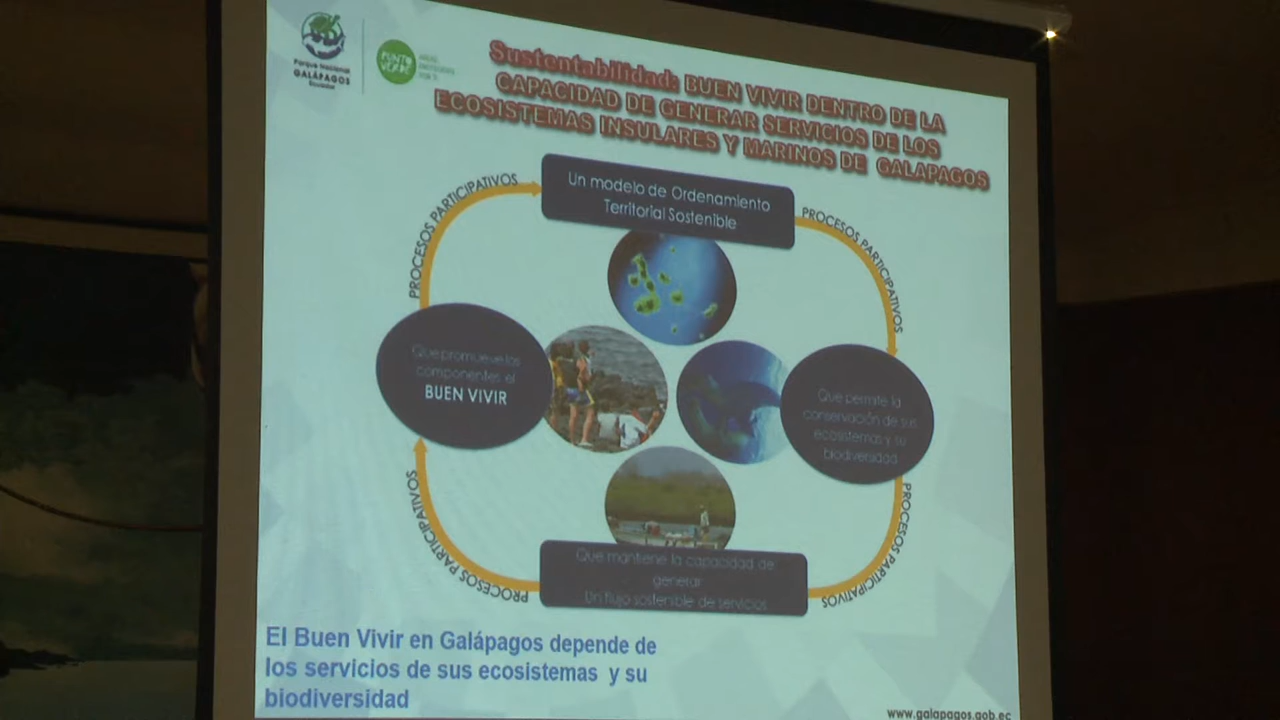 Parque Nacional
GALÁPAGOS
Ecuador
Sustentabilidad: BUEN VIVIR DENTRO DE LA
CAPACIDAD DE GENERAR SERVICIOS DE LOS
ECOSISTEMAS INSULARES Y MARINOS DE GALAPAGOS
Un modelo de Ordenamiento
Territorial Sostenible
PROCESOS PARTICIPATIVOS
PROCESOS PARTICIPATIVOS
Que promueve los
componentes el
BUEN VIVIR
Que permite la
conservación de sus
ecosistemas y su
biodiversidad
PROCESOS PARTICIPATIVOS
PROCESOS PARTICIPATIVOS
Que mantiene la capacidad de
generar
Un flujo sostenible de servicios
El Buen Vivir en Galápagos depende de
los servicios de sus ecosistemas y su
biodiversidad
www.galapagos.gob.ec